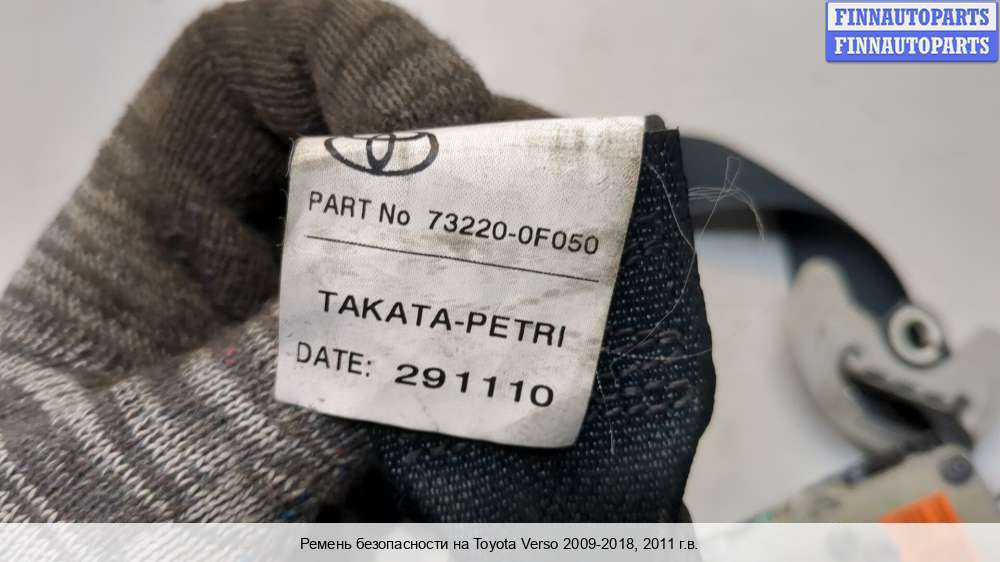 FINNAUTOPARTS
FINNAUTOPARTS
PART No 73220-0F050
TAKATA-PETRI
DATE: 291110
Ремень безопасности на Toyota Verso 2009-2018, 2011 г.в.